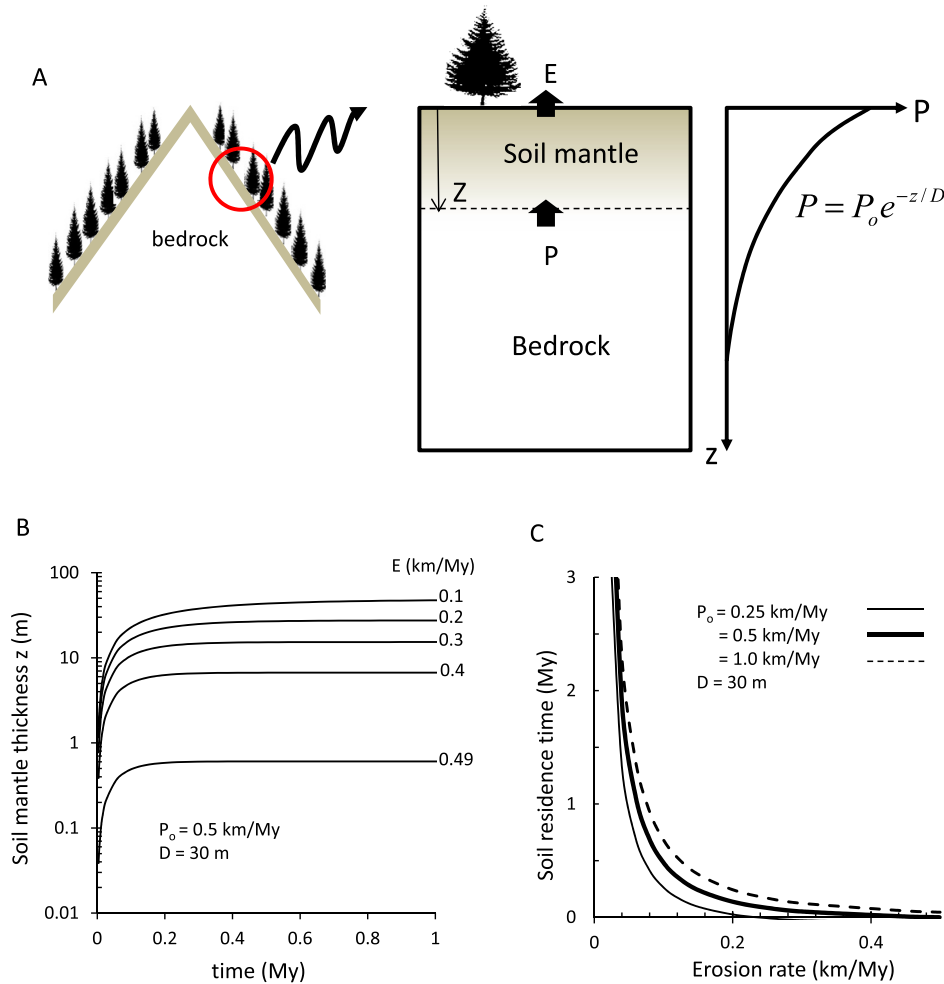 A
bedrock
E
Soil mantle
Z
P
Bedrock
P
P = Pₒe^(-z/D)
z
B
E (km/My)
100
10
1
0.1
0.01
0.1
0.2
0.3
0.4
0.49
Pₒ = 0.5 km/My
D = 30 m
0
0.2
0.4
0.6
0.8
1
time (My)
Soil mantle thickness z (m)
C
3
2
1
0
Pₒ = 0.25 km/My
= 0.5 km/My
= 1.0 km/My
D = 30 m
0
0.2
0.4
Erosion rate (km/My)
Soil residence time (My)